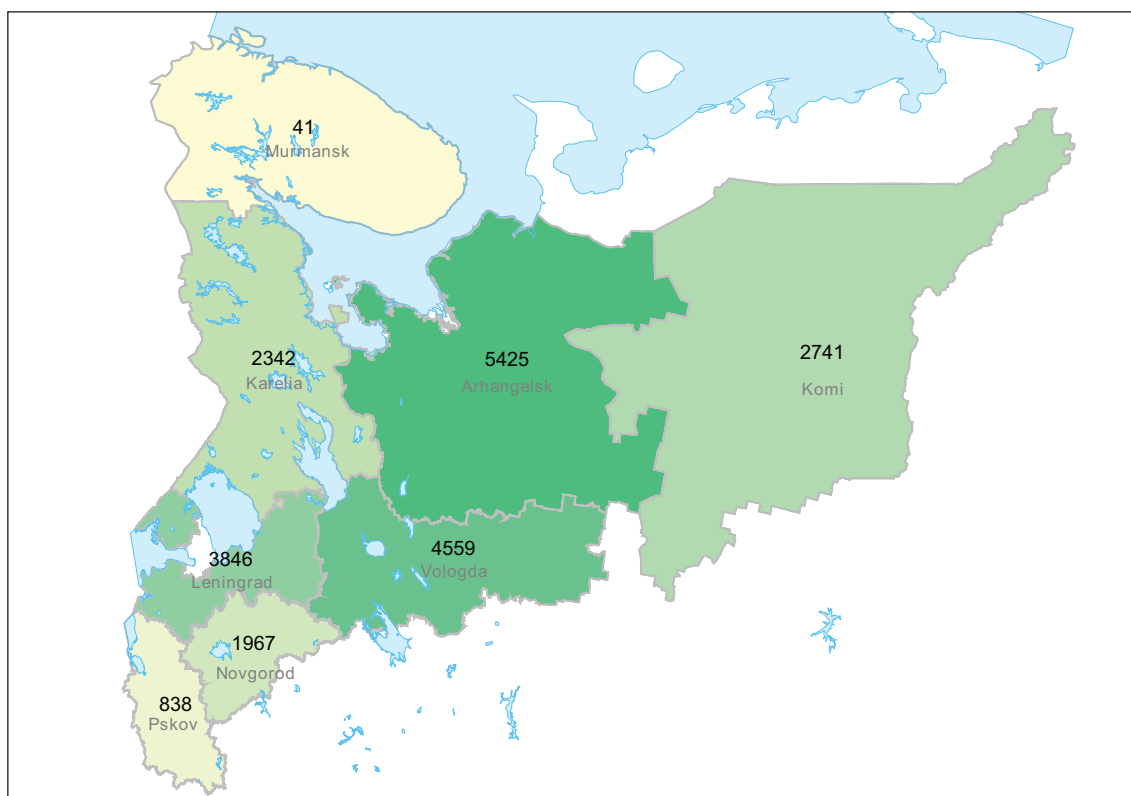 41
Murmansk
2342
Karelia
5425
Arhangelsk
2741
Komi
3846
Leningrad
4559
Vologda
1967
Novgorod
838
Pskov